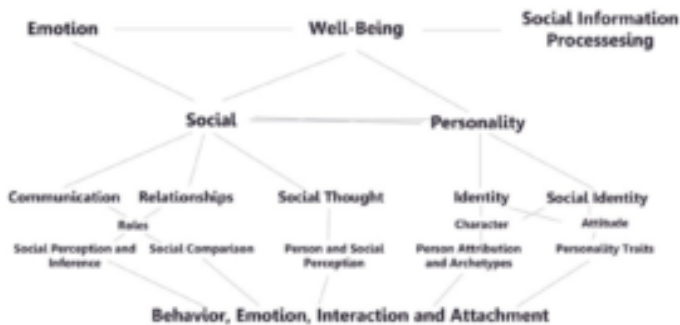 Emotion
Well-Being
Social Information
Processesing
Social
Personality
Communication
Relationships
Social Thought
Identity
Social Identity
Roles
Character
Attitude
Social Perception and
Inference
Social Comparison
Person and Social
Perception
Person Attribution
and Archetypes
Personality Traits
Behavior, Emotion, Interaction and Attachment